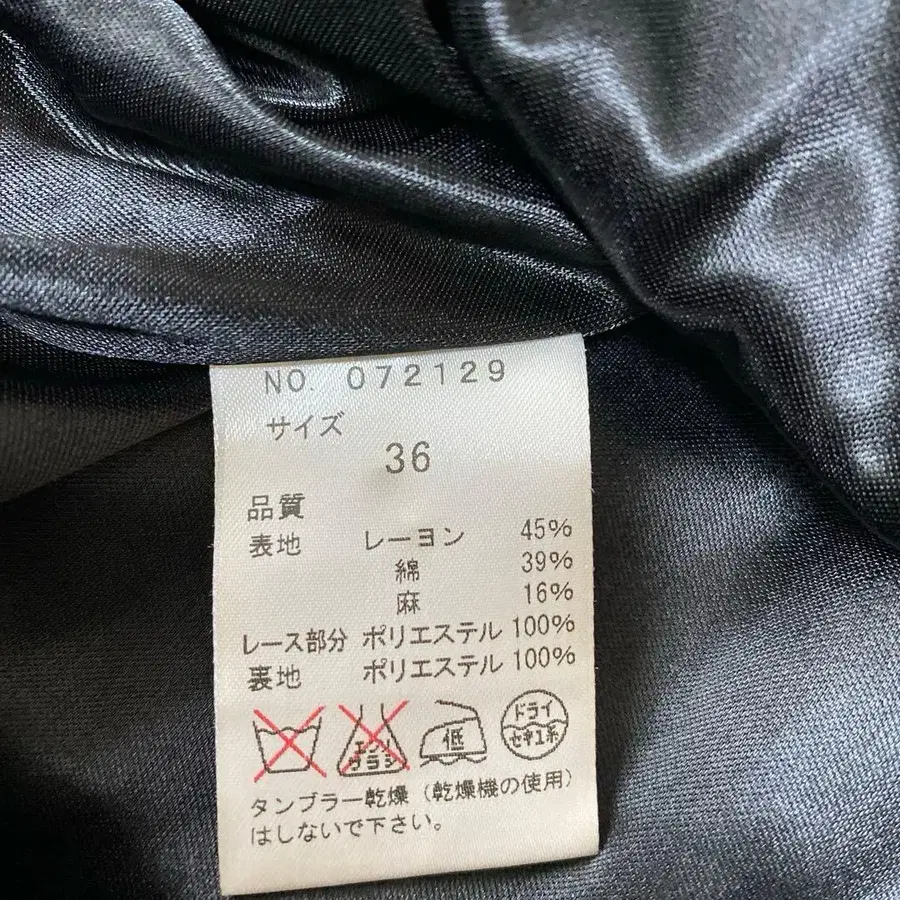 NO. 072129
サイズ
36
品質
表地 レーヨン 45%
綿 39%
麻 16%
レース部分 ポリエステル 100%
裏地 ポリエステル 100%
エンソ
サラシ
低
ドライ
セキユ系
タンブラー乾燥（乾燥機の使用）
はしないで下さい。